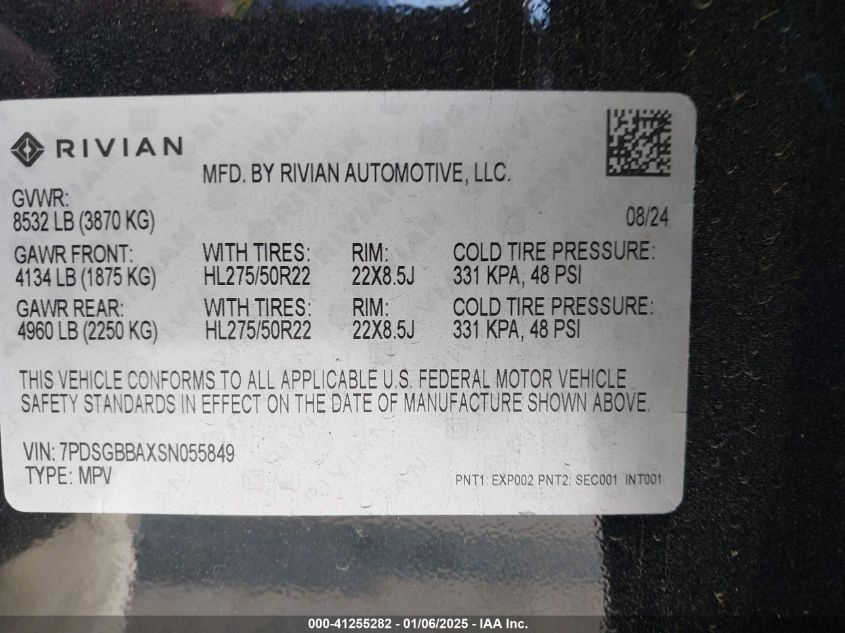 RIVIAN
MFD. BY RIVIAN AUTOMOTIVE, LLC.
GVWR:
8532 LB (3870 KG)
08/24
GAWR FRONT: WITH TIRES: RIM: COLD TIRE PRESSURE:
4134 LB (1875 KG) HL275/50R22 22X8.5J 331 KPA, 48 PSI
GAWR REAR: WITH TIRES: RIM: COLD TIRE PRESSURE:
4960 LB (2250 KG) HL275/50R22 22X8.5J 331 KPA, 48 PSI
THIS VEHICLE CONFORMS TO ALL APPLICABLE U.S. FEDERAL MOTOR VEHICLE
SAFETY STANDARDS IN EFFECT ON THE DATE OF MANUFACTURE SHOWN ABOVE.
VIN: 7PDSGBBAXSN055849
TYPE: MPV
PNT1: EXP002 PNT2: SEC001 INT001
000-41255282 - 01/06/2025 - IAA Inc.